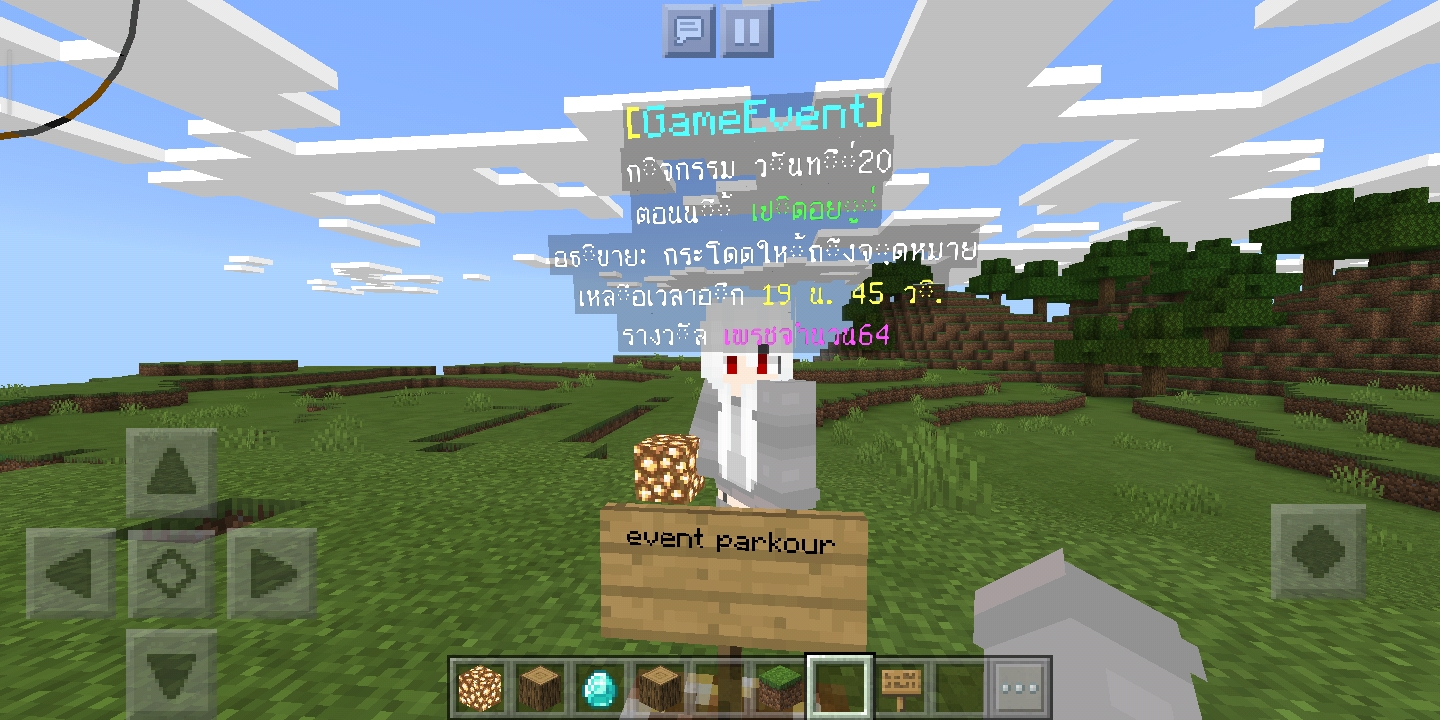 [GameEvent]
กิจกรรม วันที่20
ตอนนี้ เปิดอยู่
อธิบาย: กระโดดให้ถึงจุดหมาย
เหลือเวลาอีก 19 น. 45 วิ.
รางวัล เพรชจำนวน64
event parkour